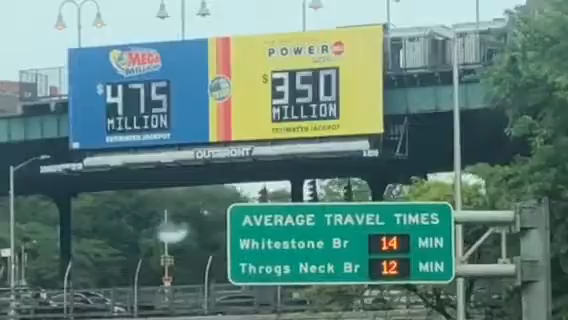 MEGA
MILLIONS
$475
MILLION
ESTIMATED JACKPOT
POWER
$350
MILLION
ESTIMATED JACKPOT
OUTFRONT
AVERAGE TRAVEL TIMES
Whitestone Br 14 MIN
Throgs Neck Br 12 MIN